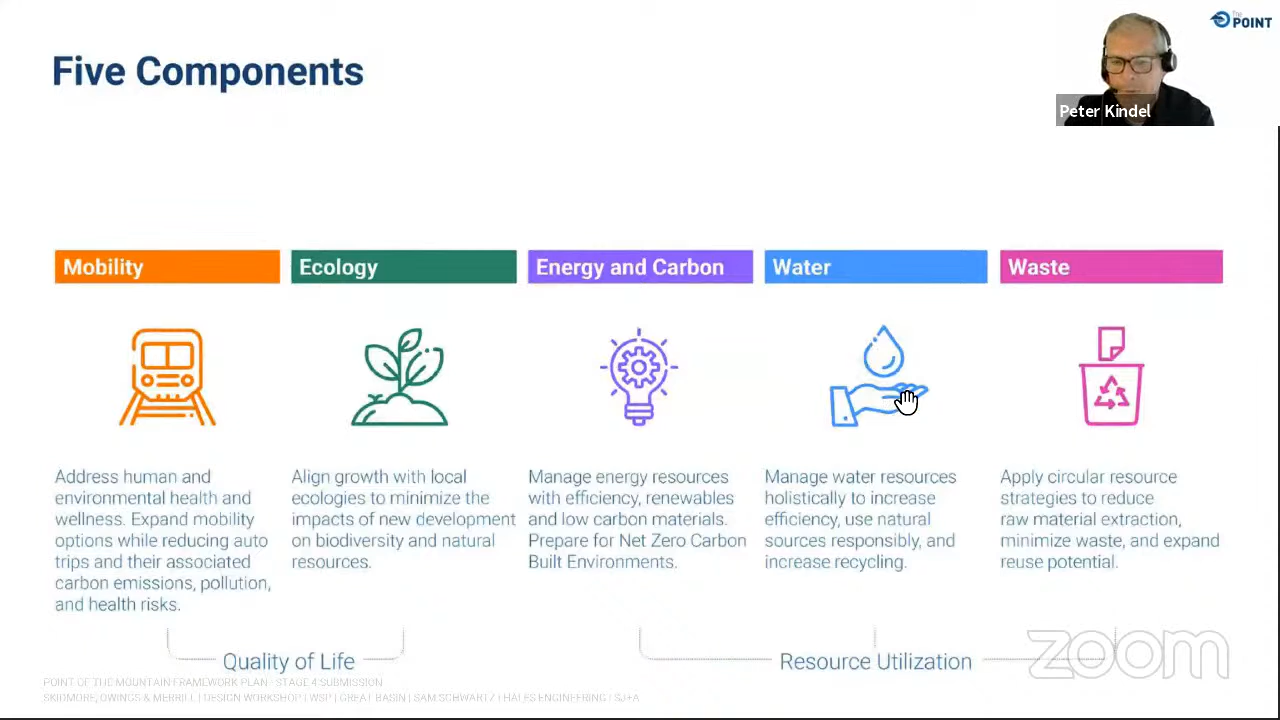 The
POINT
Five Components
Peter Kindel
Mobility
Ecology
Energy and Carbon
Water
Waste
Address human and
environmental health and
wellness. Expand mobility
options while reducing auto
trips and their associated
carbon emissions, pollution,
and health risks.
Align growth with local
ecologies to minimize the
impacts of new development
on biodiversity and natural
resources.
Manage energy resources
with efficiency, renewables
and low carbon materials.
Prepare for Net Zero Carbon
Built Environments.
Manage water resources
holistically to increase
efficiency, use natural
sources responsibly, and
increase recycling.
Apply circular resource
strategies to reduce
raw material extraction,
minimize waste, and expand
reuse potential.
Quality of Life
Resource Utilization
zoom
POINT OF THE MOUNTAIN FRAMEWORK PLAN - STAGE 4 SUBMISSION
SKIDMORE, OWINGS & MERRILL | DESIGN WORKSHOP | WSP | GREAT BASIN | SAM SCHWARTZ | HALES ENGINEERING | SJ+A